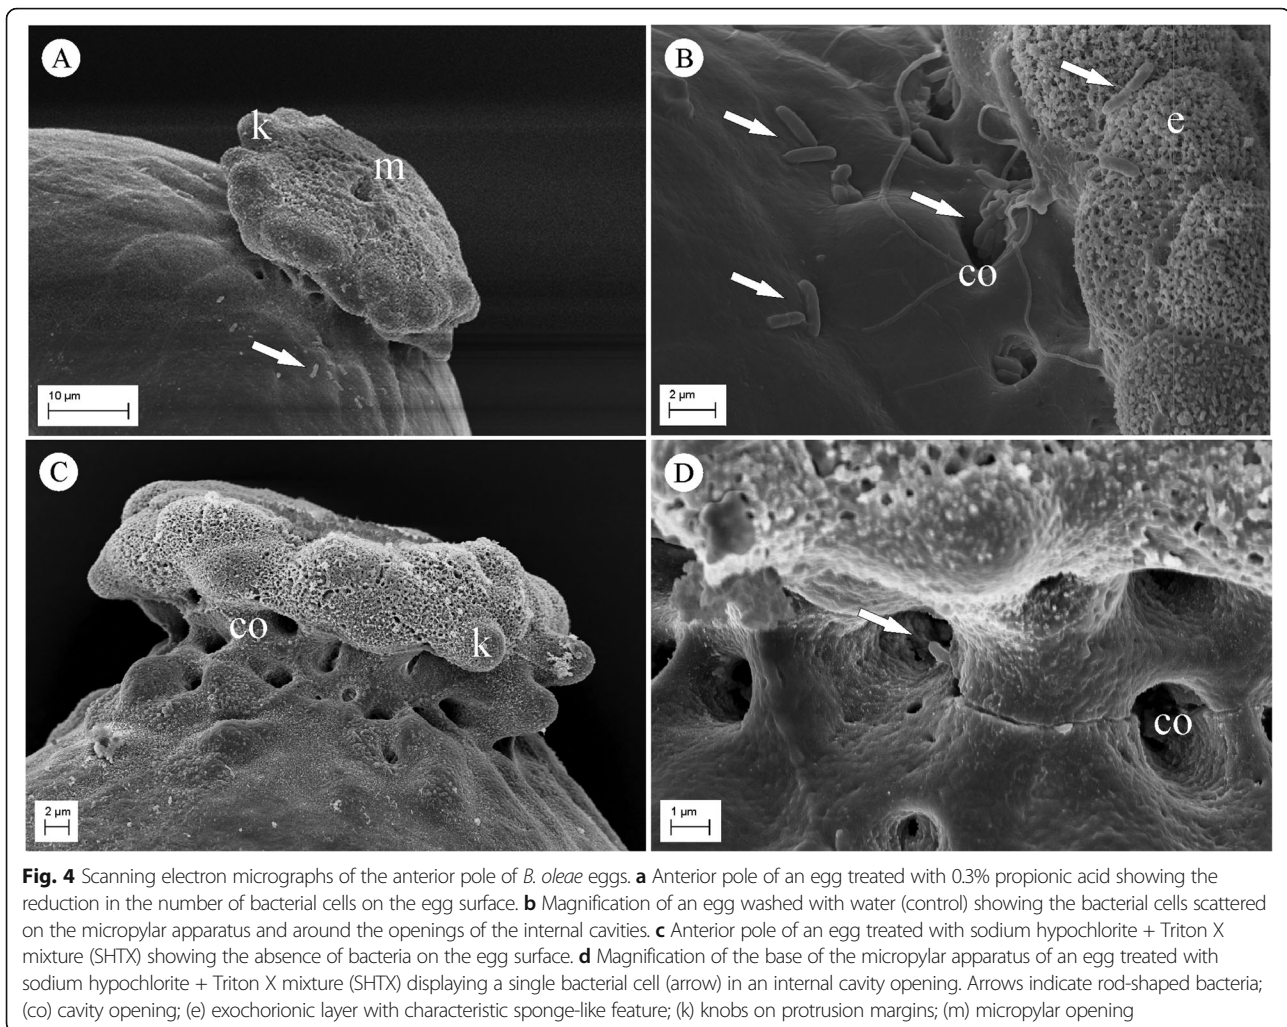 A
k
m
10 µm
B
e
co
2 µm
C
co
k
2 µm
D
co
1 µm
Fig. 4 Scanning electron micrographs of the anterior pole of B. oleae eggs. a Anterior pole of an egg treated with 0.3% propionic acid showing the
reduction in the number of bacterial cells on the egg surface. b Magnification of an egg washed with water (control) showing the bacterial cells scattered
on the micropylar apparatus and around the openings of the internal cavities. c Anterior pole of an egg treated with sodium hypochlorite + Triton X
mixture (SHTX) showing the absence of bacteria on the egg surface. d Magnification of the base of the micropylar apparatus of an egg treated with
sodium hypochlorite + Triton X mixture (SHTX) displaying a single bacterial cell (arrow) in an internal cavity opening. Arrows indicate rod-shaped bacteria;
(co) cavity opening; (e) exochorionic layer with characteristic sponge-like feature; (k) knobs on protrusion margins; (m) micropylar opening